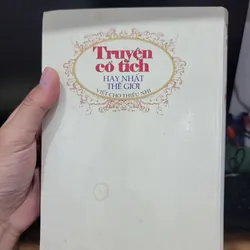 Truyện
cổ tích
HAY NHẤT
THẾ GIỚI
VIẾT CHO THIẾU NHI